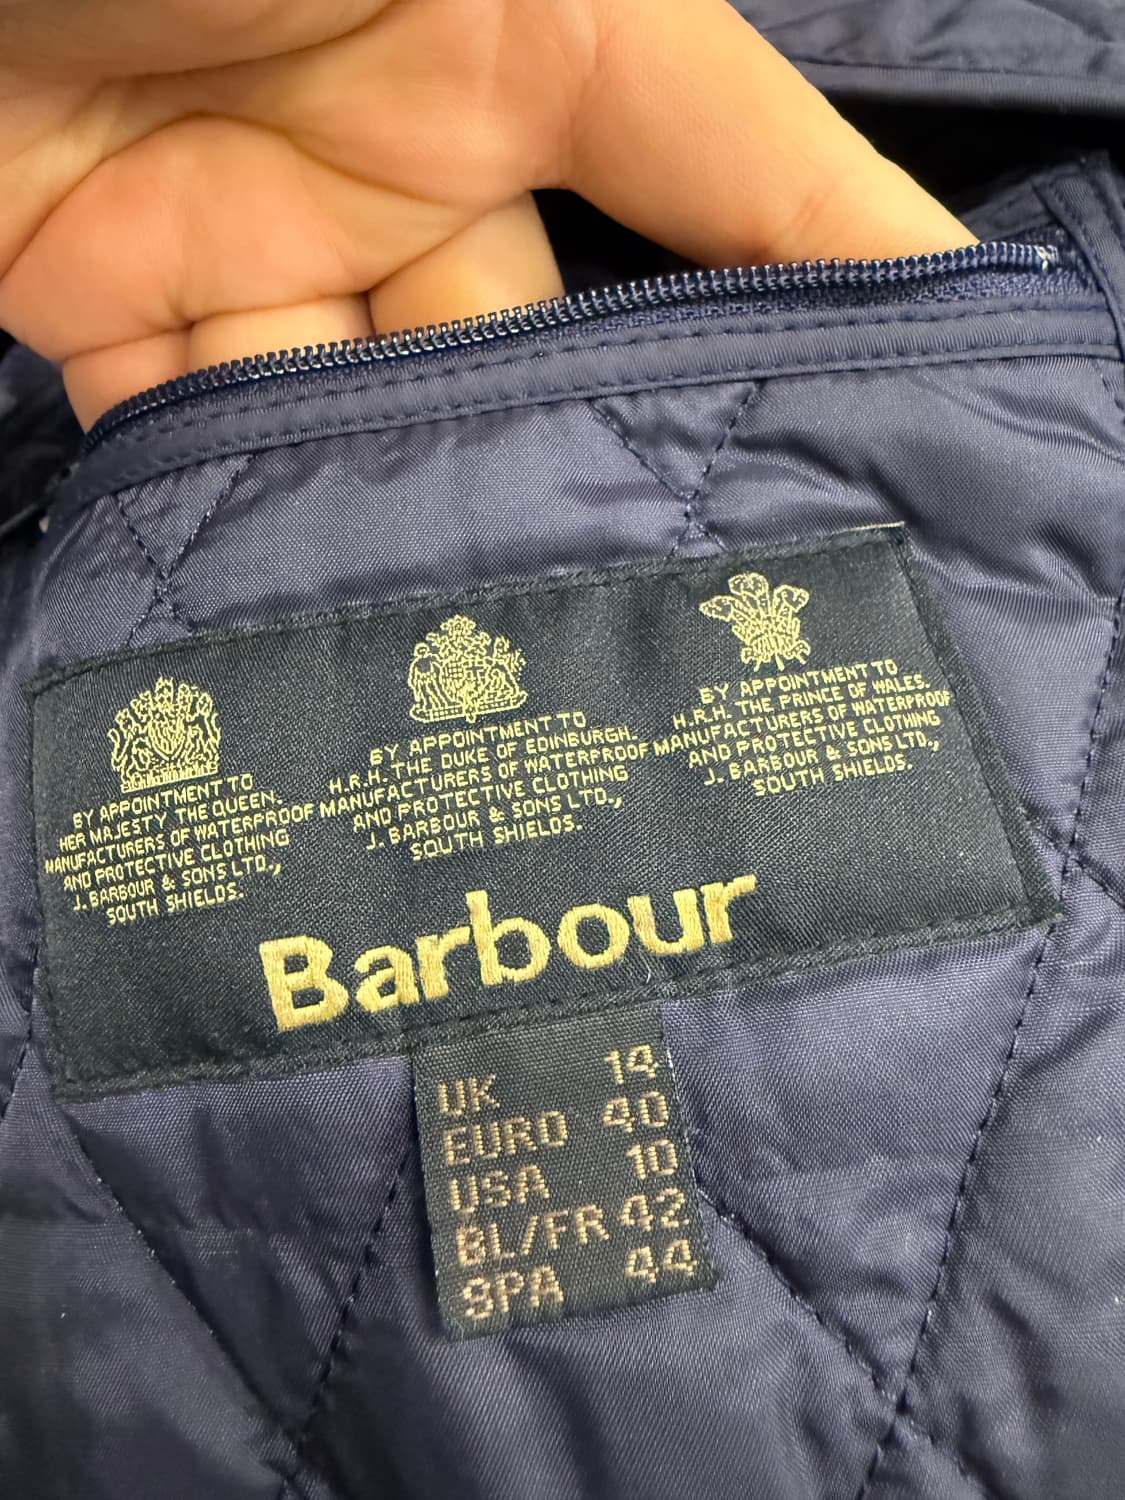 BY APPOINTMENT TO
HER MAJESTY THE QUEEN.
MANUFACTURERS OF WATERPROOF
AND PROTECTIVE CLOTHING
J. BARBOUR & SONS LTD.,
SOUTH SHIELDS.
BY APPOINTMENT TO
H.R.H. THE DUKE OF EDINBURGH.
MANUFACTURERS OF WATERPROOF
AND PROTECTIVE CLOTHING
J. BARBOUR & SONS LTD.,
SOUTH SHIELDS.
BY APPOINTMENT TO
H.R.H. THE PRINCE OF WALES.
MANUFACTURERS OF WATERPROOF
AND PROTECTIVE CLOTHING
J. BARBOUR & SONS LTD.,
SOUTH SHIELDS.
Barbour
UK 14
EURO 40
USA 10
BL/FR 42
SPA 44